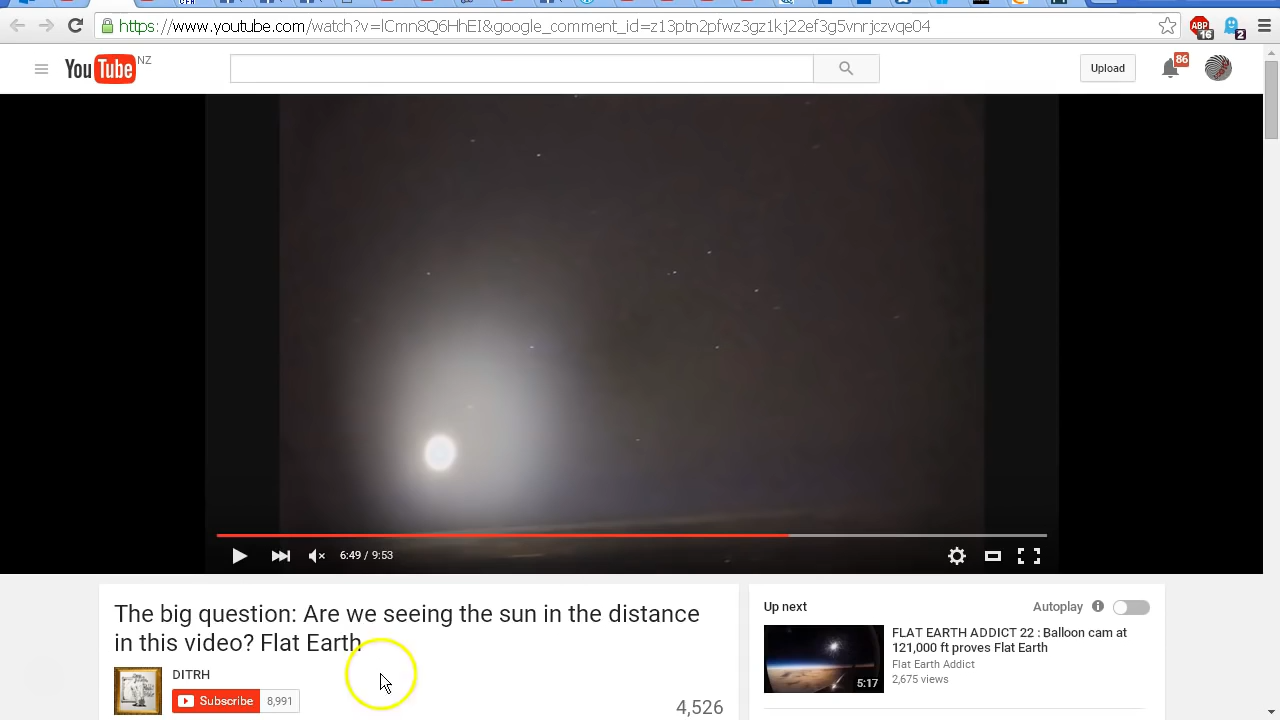 https://www.youtube.com/watch?v=lCmn8Q6HhEI&google_comment_id=z13ptn2pfwz3gz1kj22ef3g5vnrjczvqe04
ABP
16
2
YouTube NZ
Upload
86
6:49 / 9:53
The big question: Are we seeing the sun in the distance
in this video? Flat Earth
DITRH
Subscribe 8,991
4,526
Up next
Autoplay
FLAT EARTH ADDICT 22 : Balloon cam at
121,000 ft proves Flat Earth
Flat Earth Addict
2,675 views
5:17